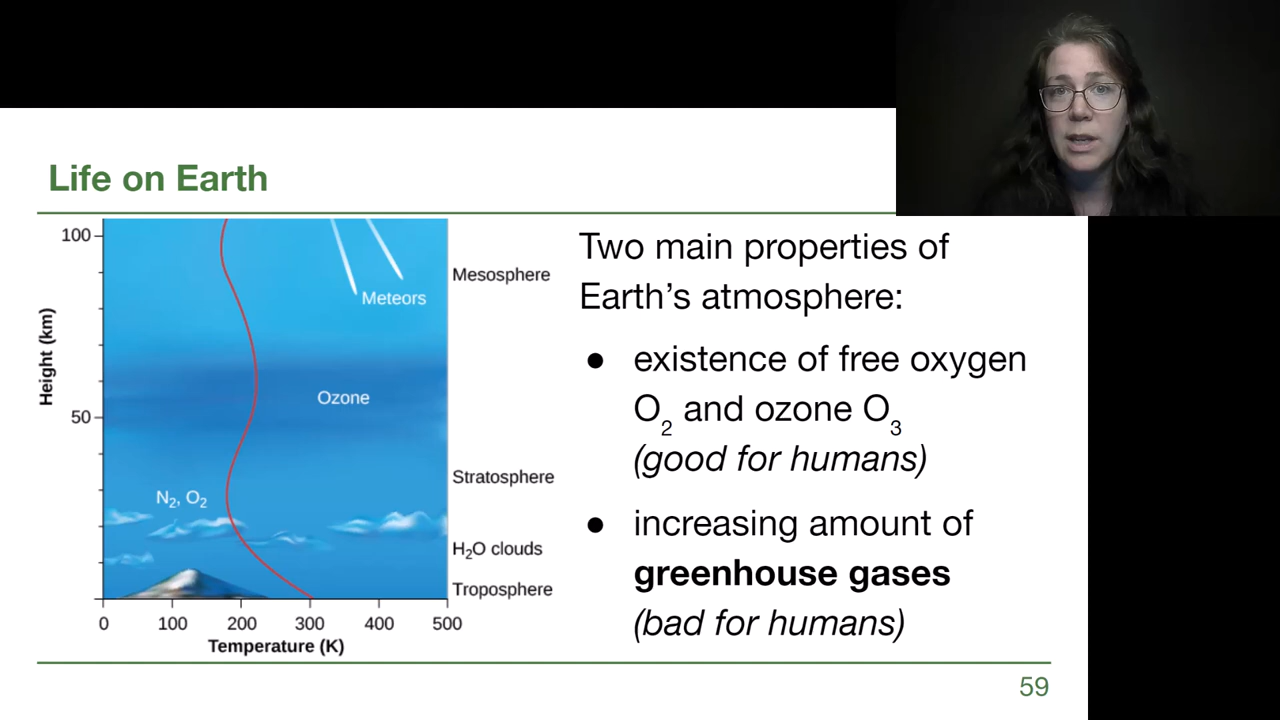 Life on Earth
100
50
Height (km)
Meteors
Ozone
N₂, O₂
Mesosphere
Stratosphere
H₂O clouds
Troposphere
0 100 200 300 400 500
Temperature (K)
Two main properties of
Earth’s atmosphere:
● existence of free oxygen
O₂ and ozone O₃
(good for humans)
● increasing amount of
greenhouse gases
(bad for humans)
59